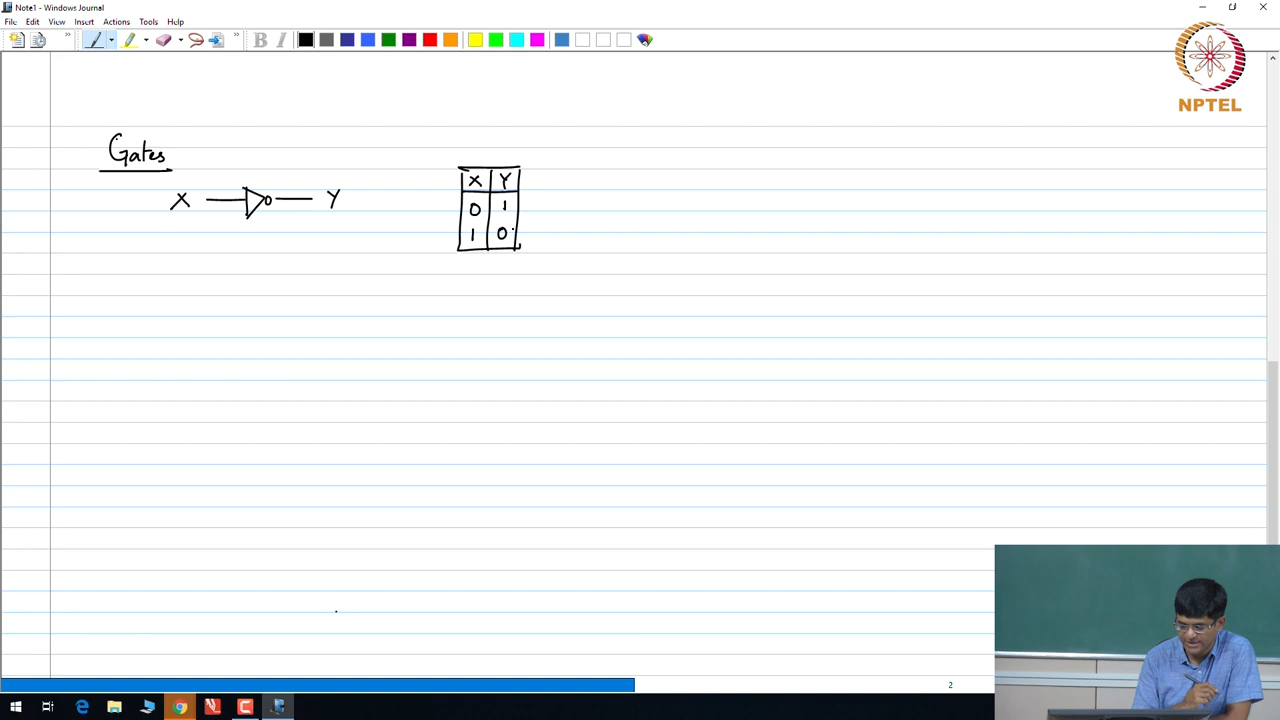 Note1 - Windows Journal
File Edit View Insert Actions Tools Help
B I
NPTEL
Gates
X Y
X Y
0 1
1 0
2